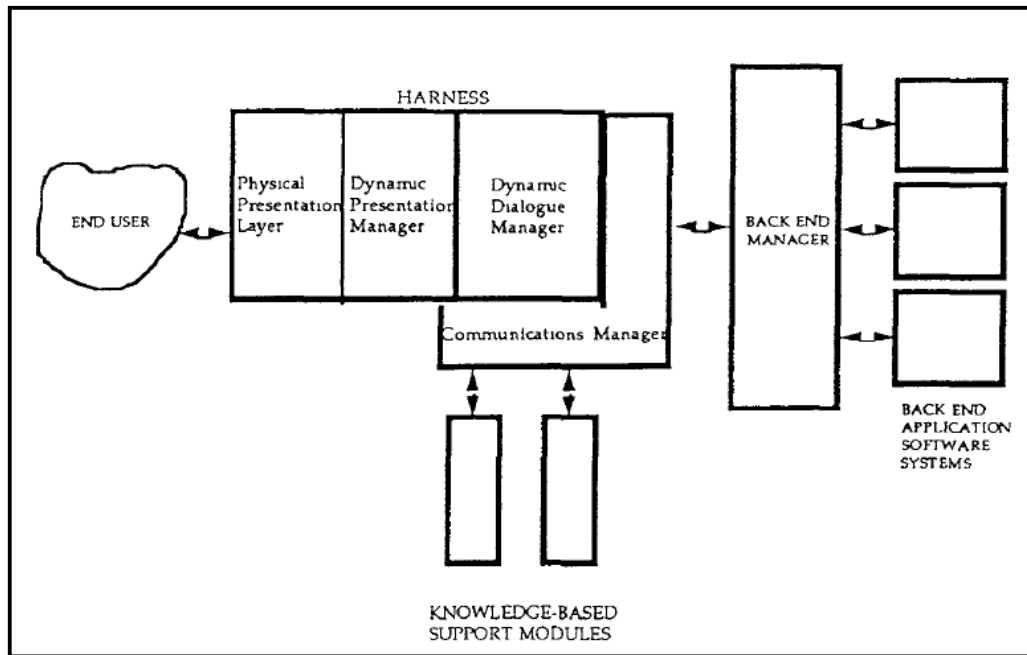 HARNESS
END USER
Physical
Presentation
Layer
Dynamic
Presentation
Manager
Dynamic
Dialogue
Manager
Communications Manager
BACK END
MANAGER
BACK END
APPLICATION
SOFTWARE
SYSTEMS
KNOWLEDGE-BASED
SUPPORT MODULES